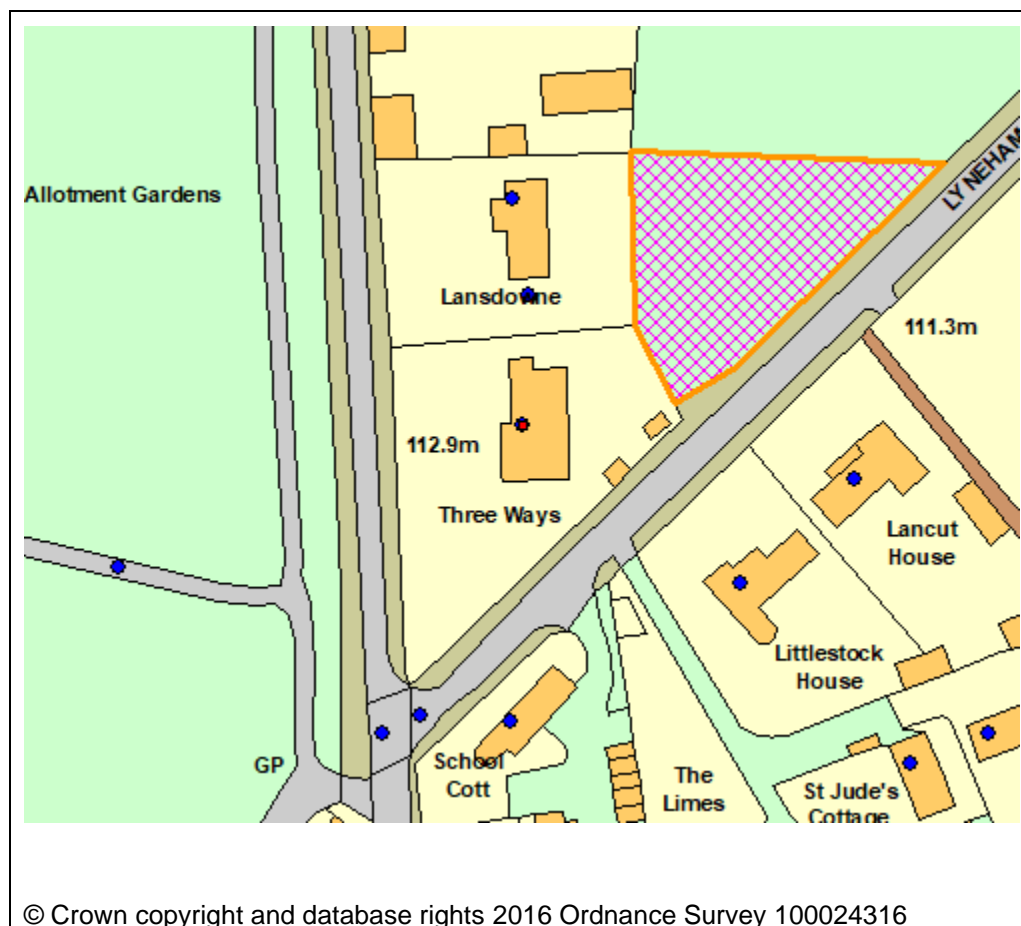 LYNEHAM
Allotment Gardens
Lansdowne
111.3m
112.9m
Three Ways
Lancut
House
Littlestock
House
GP
School
Cott
The
Limes
St Jude's
Cottage
© Crown copyright and database rights 2016 Ordnance Survey 100024316